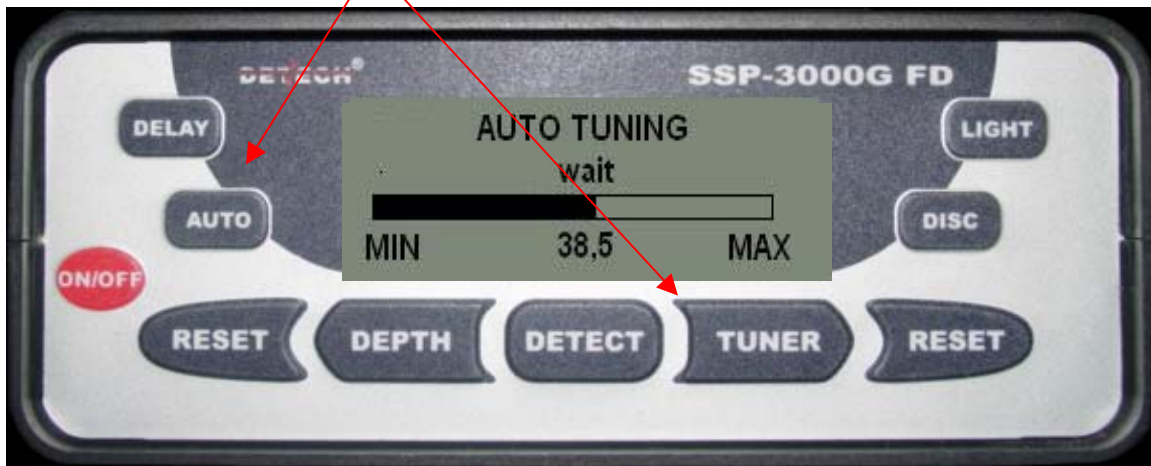 DETECH®
SSP-3000G FD
DELAY
AUTO TUNING
LIGHT
wait
AUTO
DISC
MIN 38,5 MAX
ON/OFF
RESET
DEPTH
DETECT
TUNER
RESET